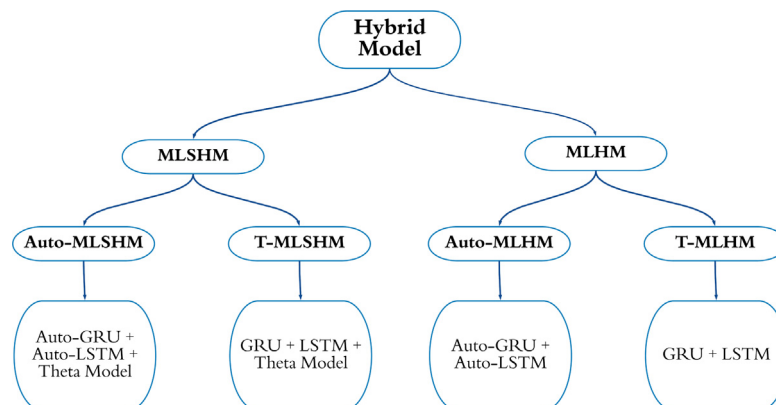 Hybrid
Model
MLSHM
MLHM
Auto-MLSHM
T-MLSHM
Auto-MLHM
T-MLHM
Auto-GRU +
Auto-LSTM +
Theta Model
GRU + LSTM +
Theta Model
Auto-GRU +
Auto-LSTM
GRU + LSTM